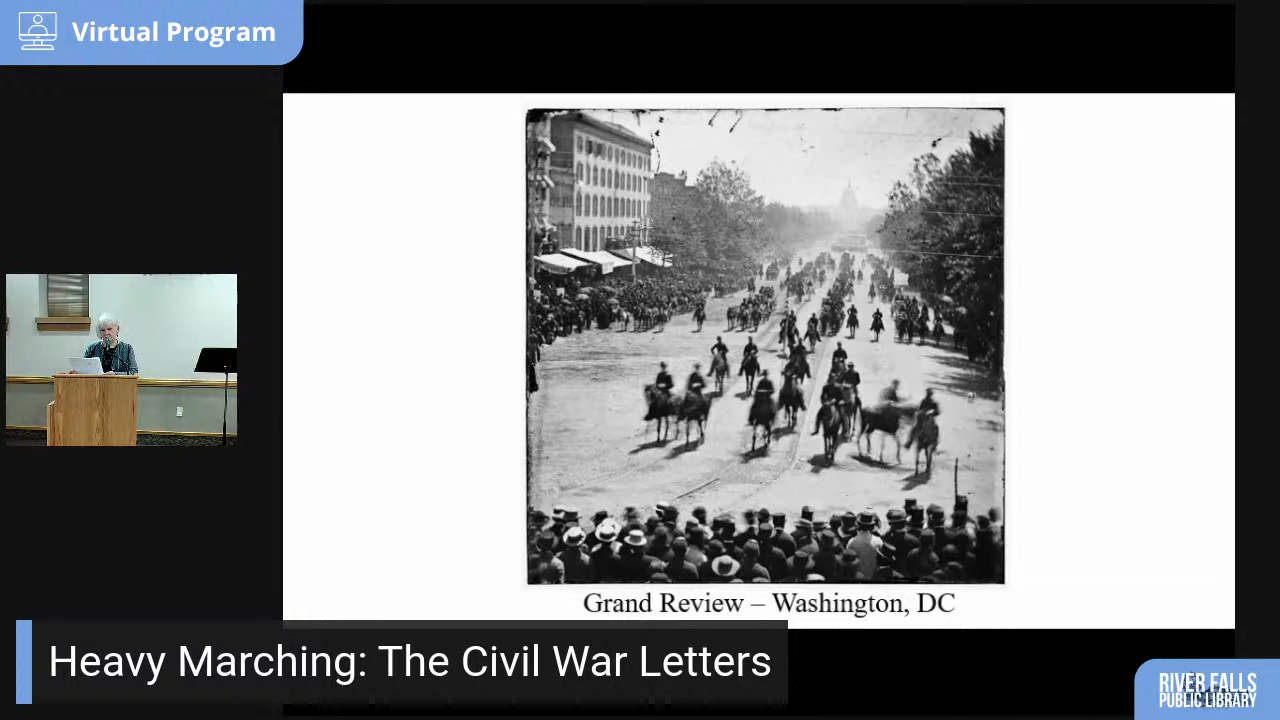 Virtual Program
Grand Review – Washington, DC
Heavy Marching: The Civil War Letters
RIVER FALLS
PUBLIC LIBRARY